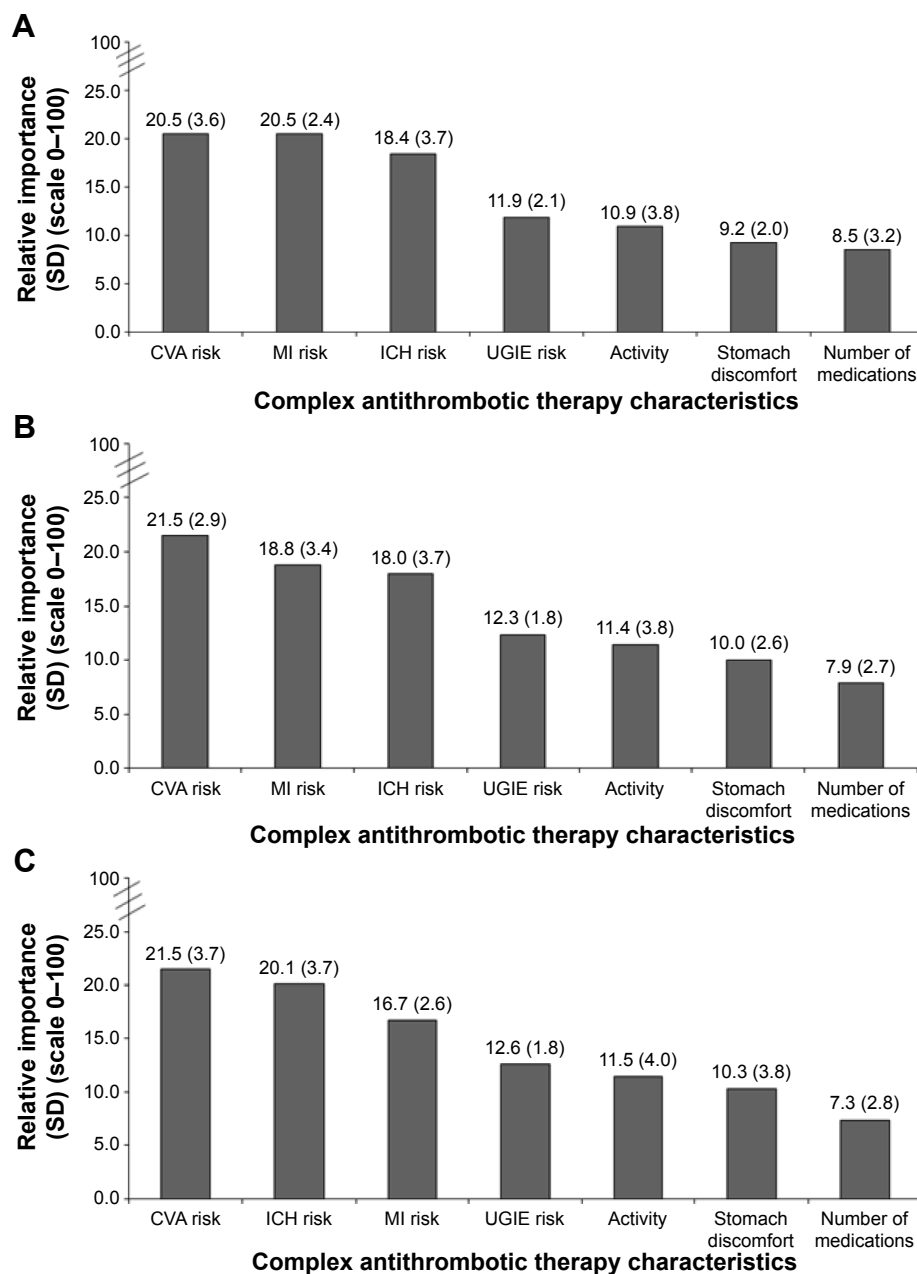 A
Relative importance
(SD) (scale 0–100)
100
25.0
20.0
15.0
10.0
5.0
0.0
20.5 (3.6)
20.5 (2.4)
18.4 (3.7)
11.9 (2.1)
10.9 (3.8)
9.2 (2.0)
8.5 (3.2)
CVA risk
MI risk
ICH risk
UGIE risk
Activity
Stomach
discomfort
Number of
medications
Complex antithrombotic therapy characteristics
B
Relative importance
(SD) (scale 0–100)
100
25.0
20.0
15.0
10.0
5.0
0.0
21.5 (2.9)
18.8 (3.4)
18.0 (3.7)
12.3 (1.8)
11.4 (3.8)
10.0 (2.6)
7.9 (2.7)
CVA risk
MI risk
ICH risk
UGIE risk
Activity
Stomach
discomfort
Number of
medications
Complex antithrombotic therapy characteristics
C
Relative importance
(SD) (scale 0–100)
100
25.0
20.0
15.0
10.0
5.0
0.0
21.5 (3.7)
20.1 (3.7)
16.7 (2.6)
12.6 (1.8)
11.5 (4.0)
10.3 (3.8)
7.3 (2.8)
CVA risk
ICH risk
MI risk
UGIE risk
Activity
Stomach
discomfort
Number of
medications
Complex antithrombotic therapy characteristics